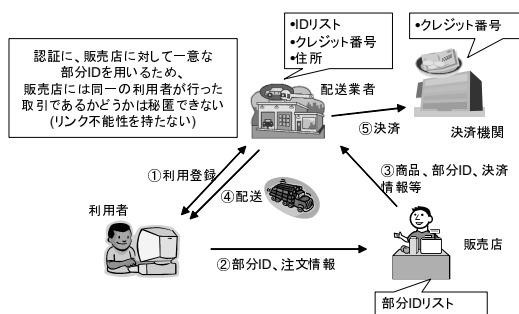 認証に、販売店に対して一意な
部分IDを用いるため、
販売店には同一の利用者が行った
取引であるかどうかは秘匿できない
(リンク不能性を持たない)
•IDリスト
•クレジット番号
•住所
•クレジット番号
配送業者
⑤決済
決済機関
①利用登録
④配送
③商品、部分ID、決済
情報等
利用者
②部分ID、注文情報
販売店
部分IDリスト